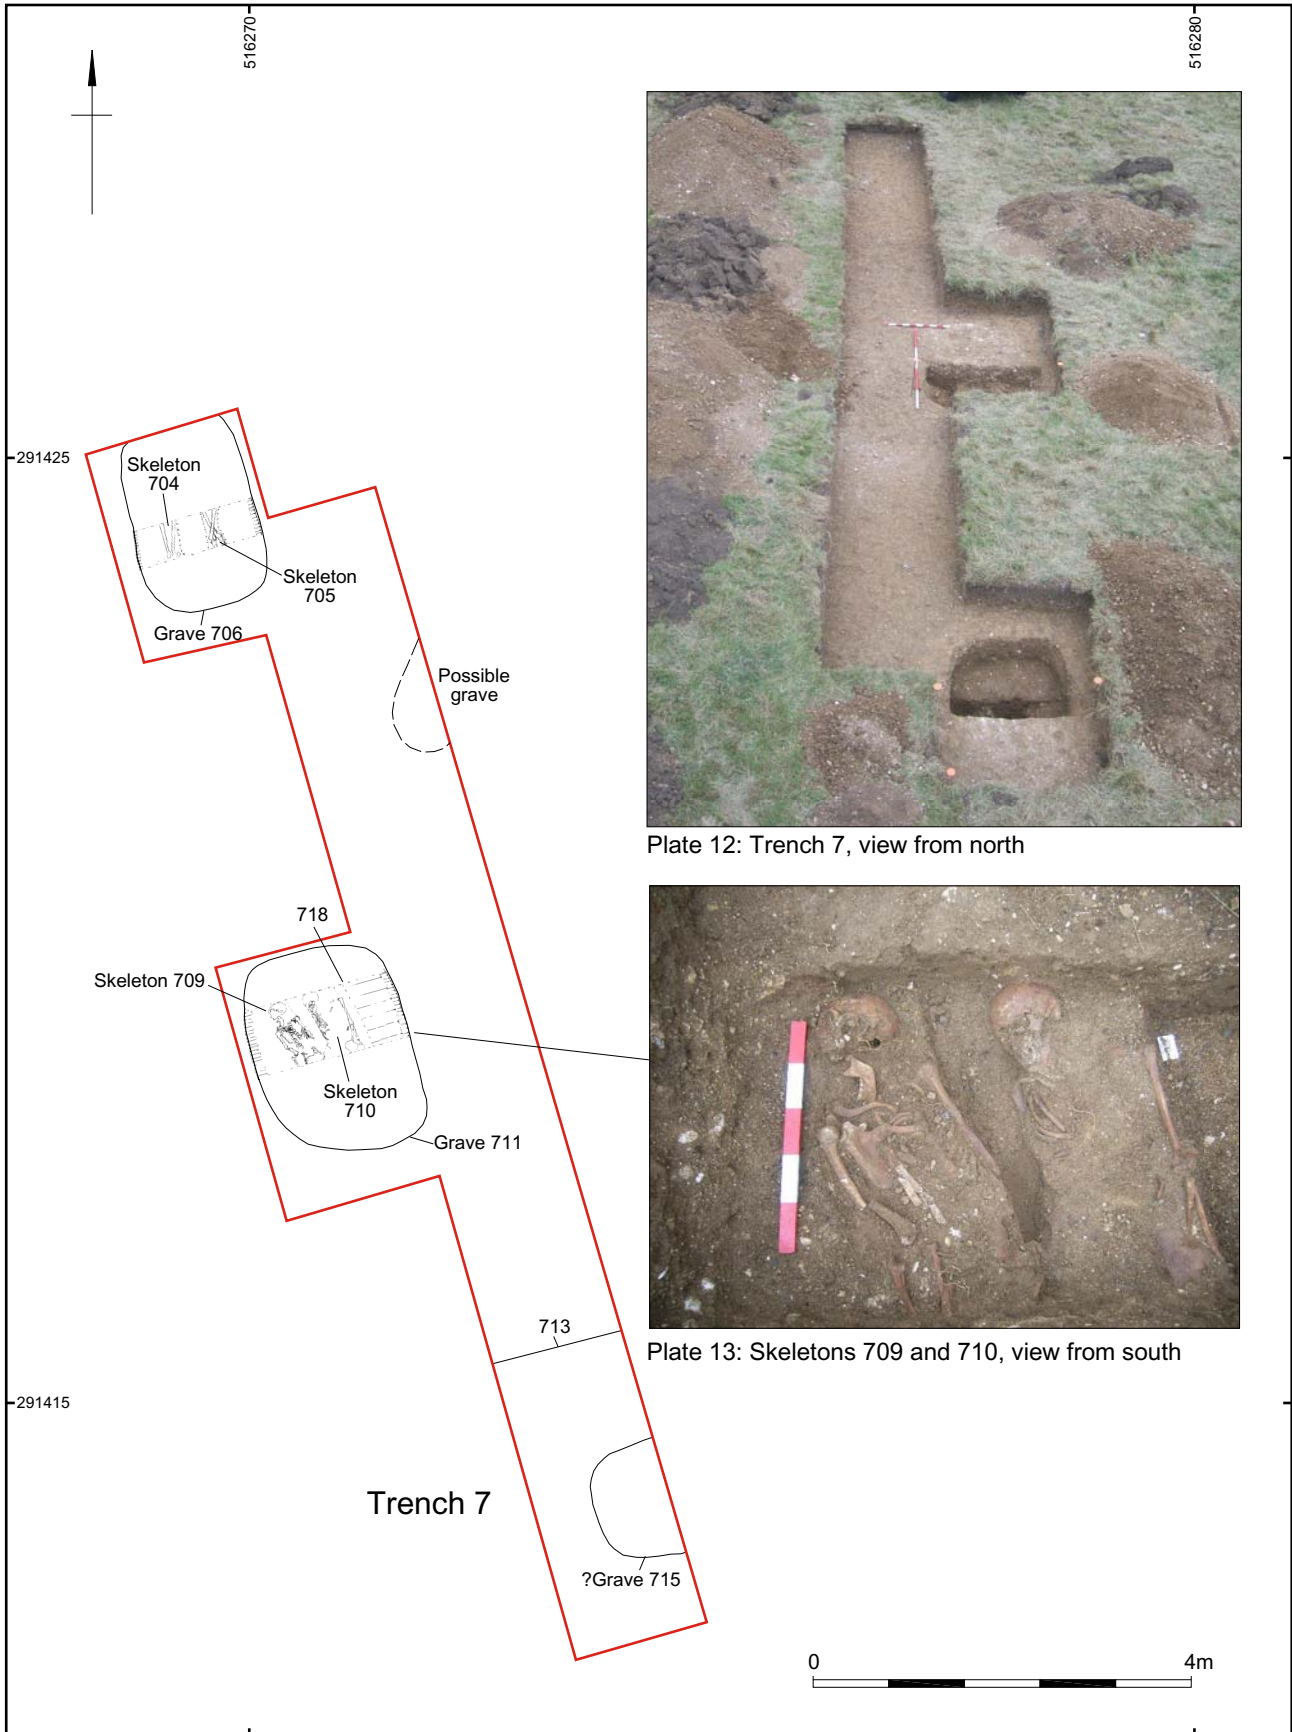 516270
516280
291425
Skeleton
704
Skeleton
705
Grave 706
Possible
grave
Plate 12: Trench 7, view from north
718
Skeleton 709
Skeleton
710
Grave 711
713
Plate 13: Skeletons 709 and 710, view from south
291415
Trench 7
?Grave 715
0
4m